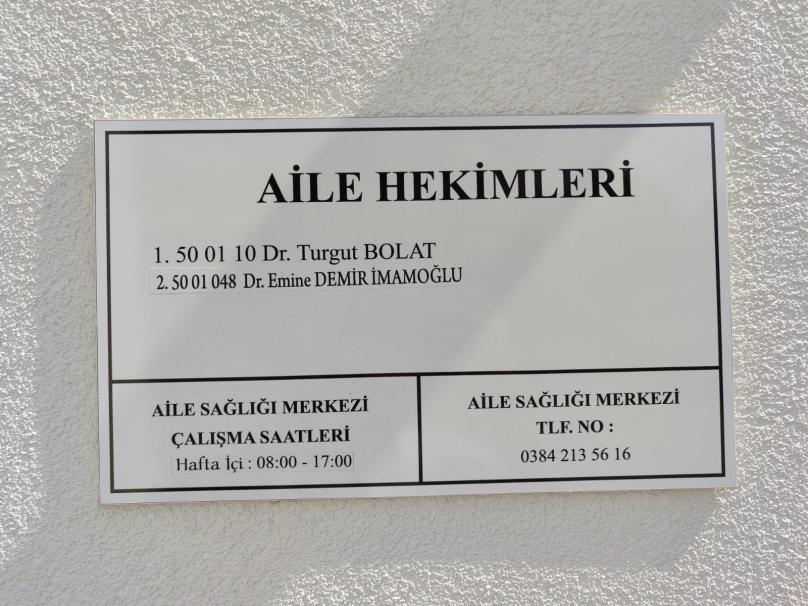 AİLE HEKİMLERİ
1. 50 01 10 Dr. Turgut BOLAT
2. 50 01 048 Dr. Emine DEMİR İMAMOĞLU
AİLE SAĞLIĞI MERKEZİ
ÇALIŞMA SAATLERİ
Hafta İçi : 08:00 - 17:00
AİLE SAĞLIĞI MERKEZİ
TLF. NO :
0384 213 56 16